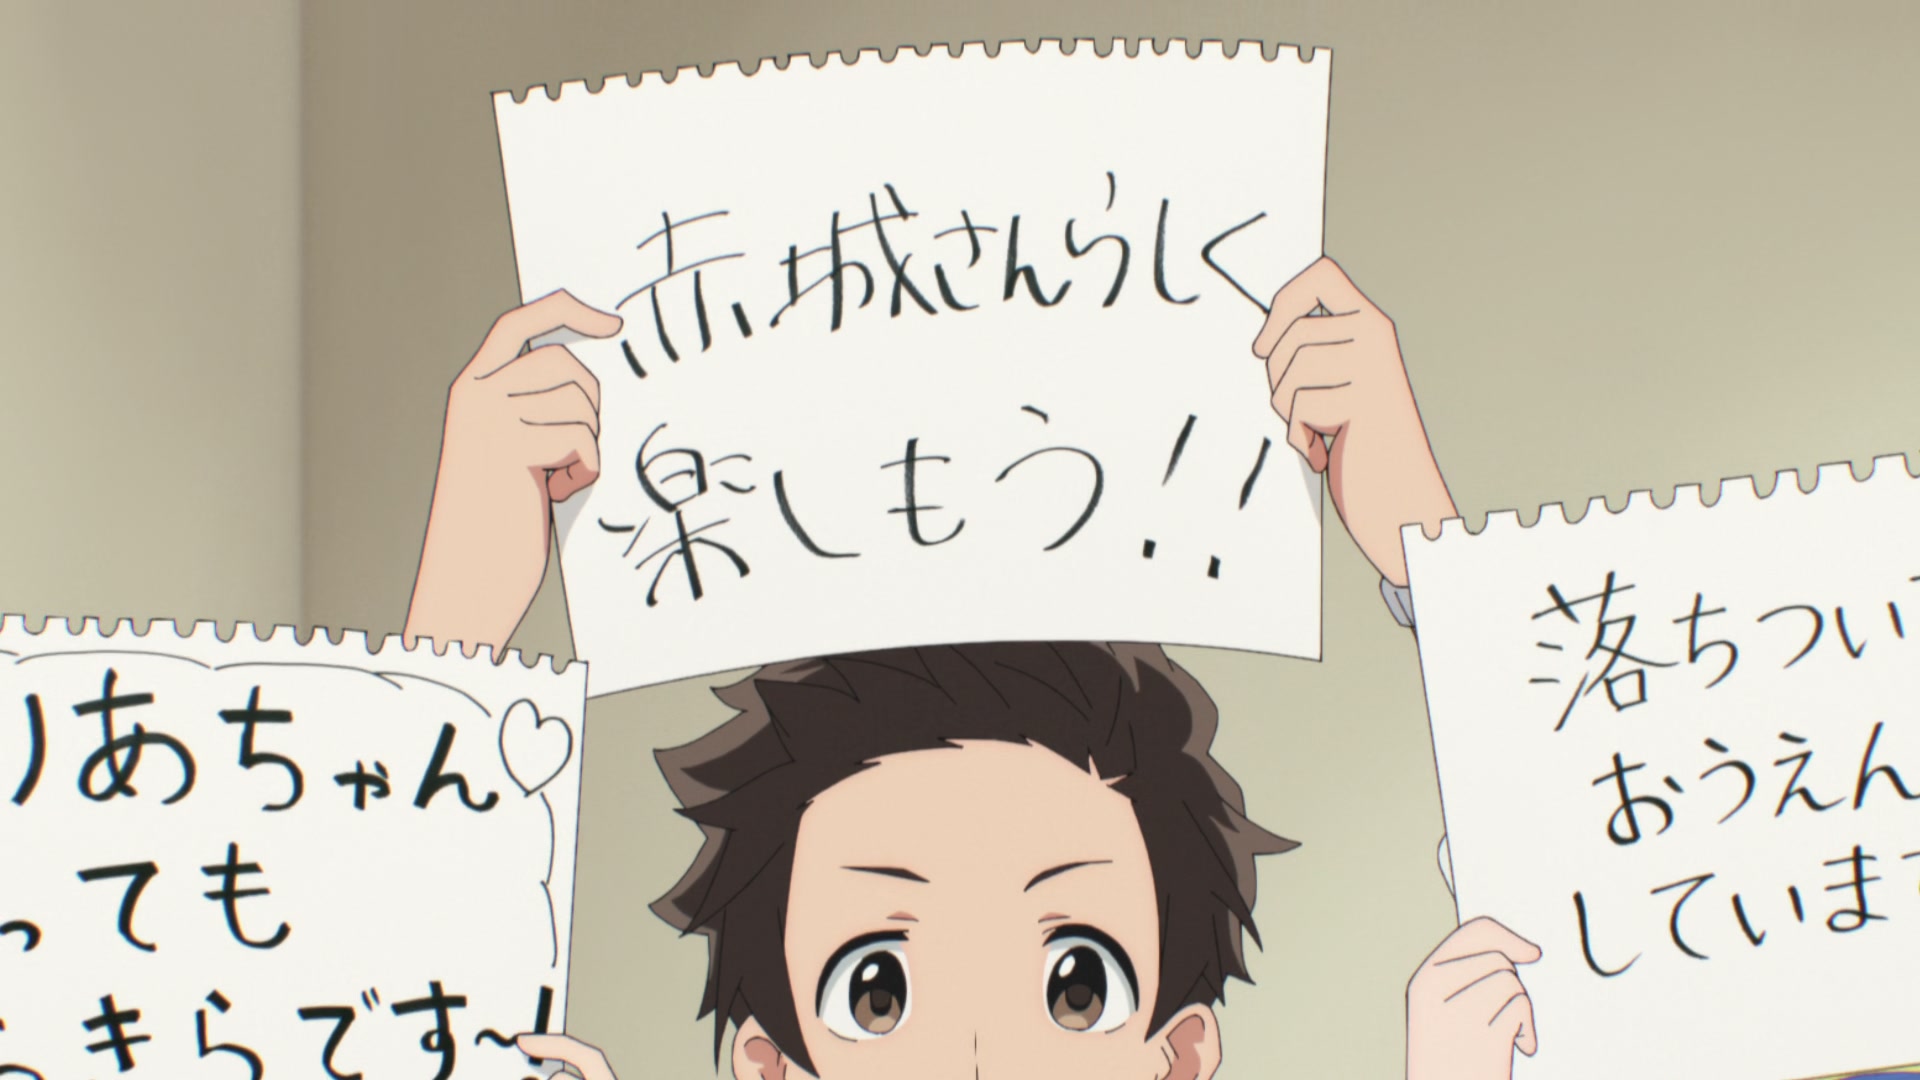 赤城さんらしく
楽しもう!!
りあちゃん♡
っても
きらです~!
落ちつい
おうえん
していま